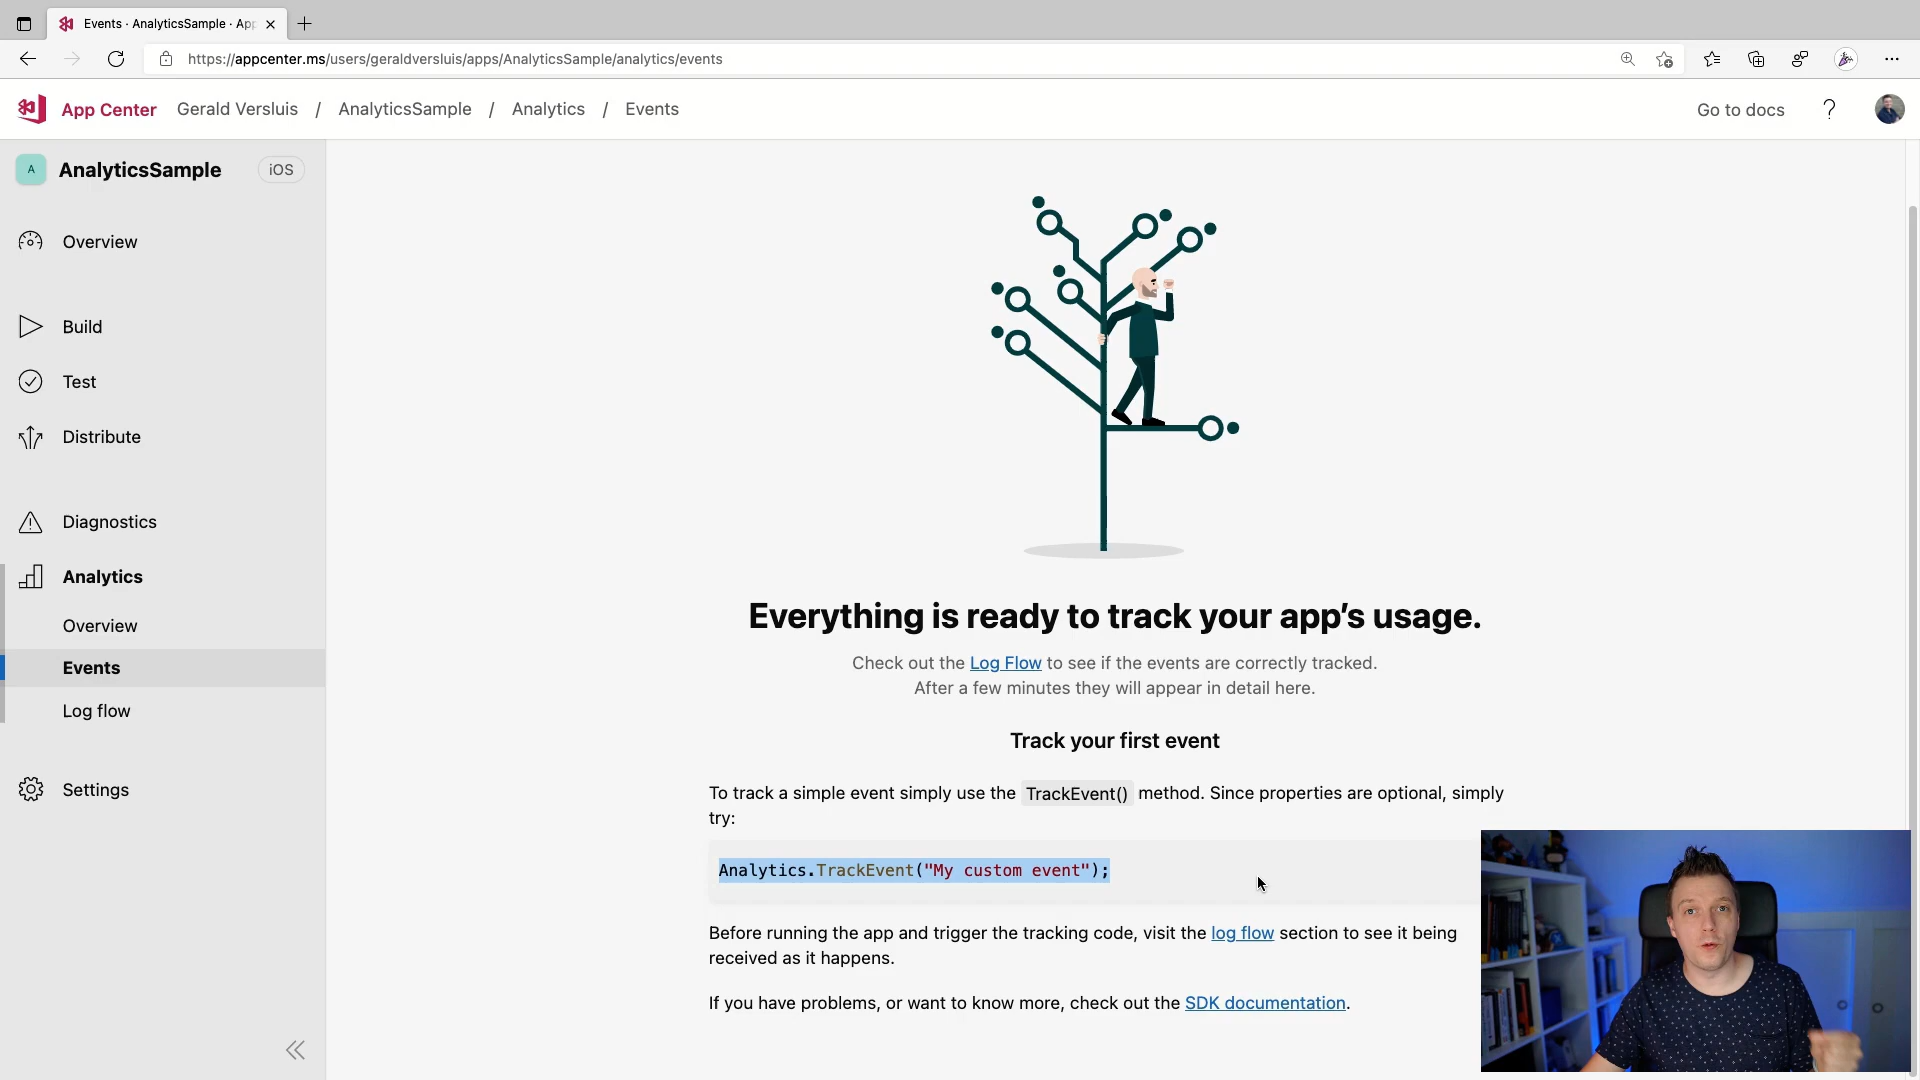 Events · AnalyticsSample · App
https://appcenter.ms/users/geraldversluis/apps/AnalyticsSample/analytics/events
App Center Gerald Versluis / AnalyticsSample / Analytics / Events
Go to docs ?
A AnalyticsSample iOS
Overview
Build
Test
Distribute
Diagnostics
Analytics
Overview
Events
Log flow
Settings
Everything is ready to track your app's usage.
Check out the Log Flow to see if the events are correctly tracked.
After a few minutes they will appear in detail here.
Track your first event
To track a simple event simply use the TrackEvent() method. Since properties are optional, simply
try:
Analytics.TrackEvent("My custom event");
Before running the app and trigger the tracking code, visit the log flow section to see it being
received as it happens.
If you have problems, or want to know more, check out the SDK documentation.